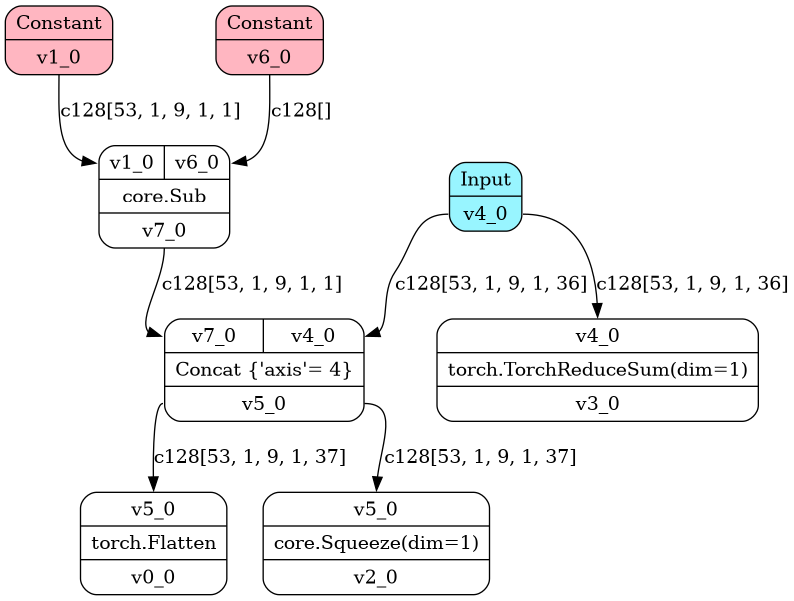 Constant
v1_0
Constant
v6_0
c128[53, 1, 9, 1, 1]
c128[]
v1_0 v6_0
core.Sub
v7_0
Input
v4_0
c128[53, 1, 9, 1, 1]
c128[53, 1, 9, 1, 36]
c128[53, 1, 9, 1, 36]
v7_0 v4_0
Concat {'axis'= 4}
v5_0
v4_0
torch.TorchReduceSum(dim=1)
v3_0
c128[53, 1, 9, 1, 37]
c128[53, 1, 9, 1, 37]
v5_0
torch.Flatten
v0_0
v5_0
core.Squeeze(dim=1)
v2_0